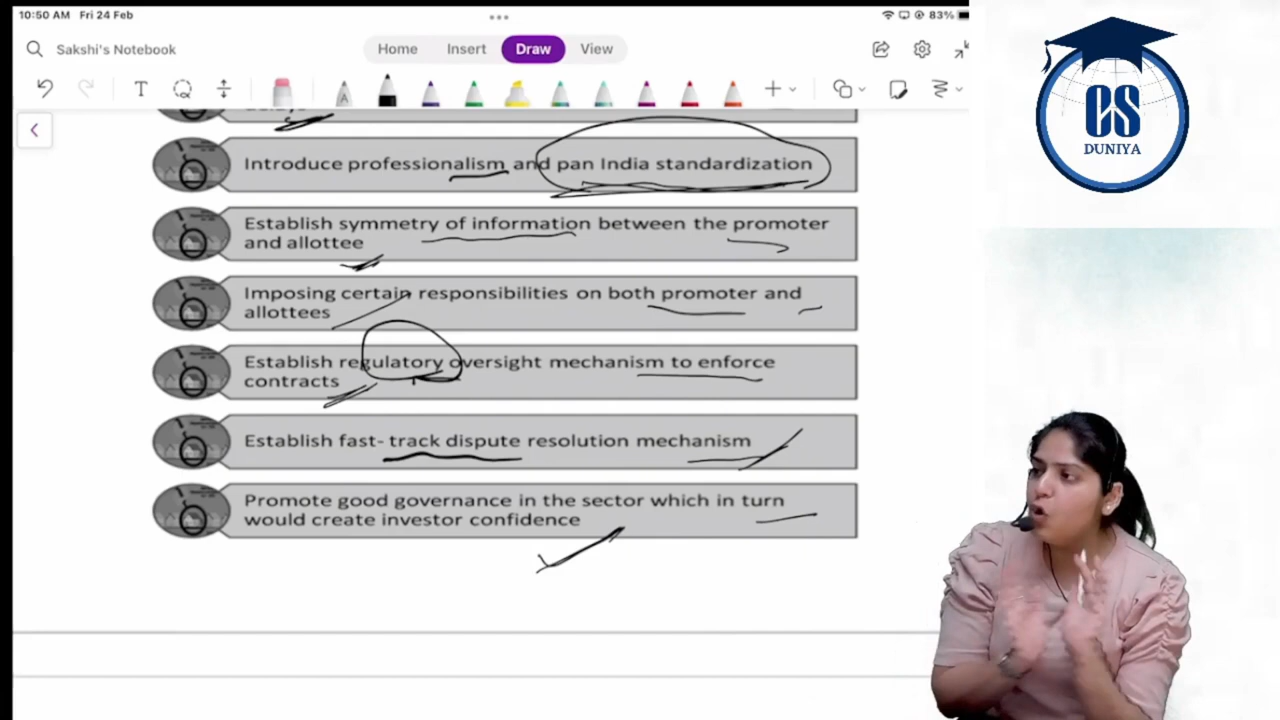 10:50 AM Fri 24 Feb
83%
Sakshi's Notebook
Home Insert Draw View
T
A
Introduce professionalism and pan India standardization
Establish symmetry of information between the promoter
and allottee
Imposing certain responsibilities on both promoter and
allottees
Establish regulatory oversight mechanism to enforce
contracts
Establish fast- track dispute resolution mechanism
Promote good governance in the sector which in turn
would create investor confidence
CS
DUNIYA